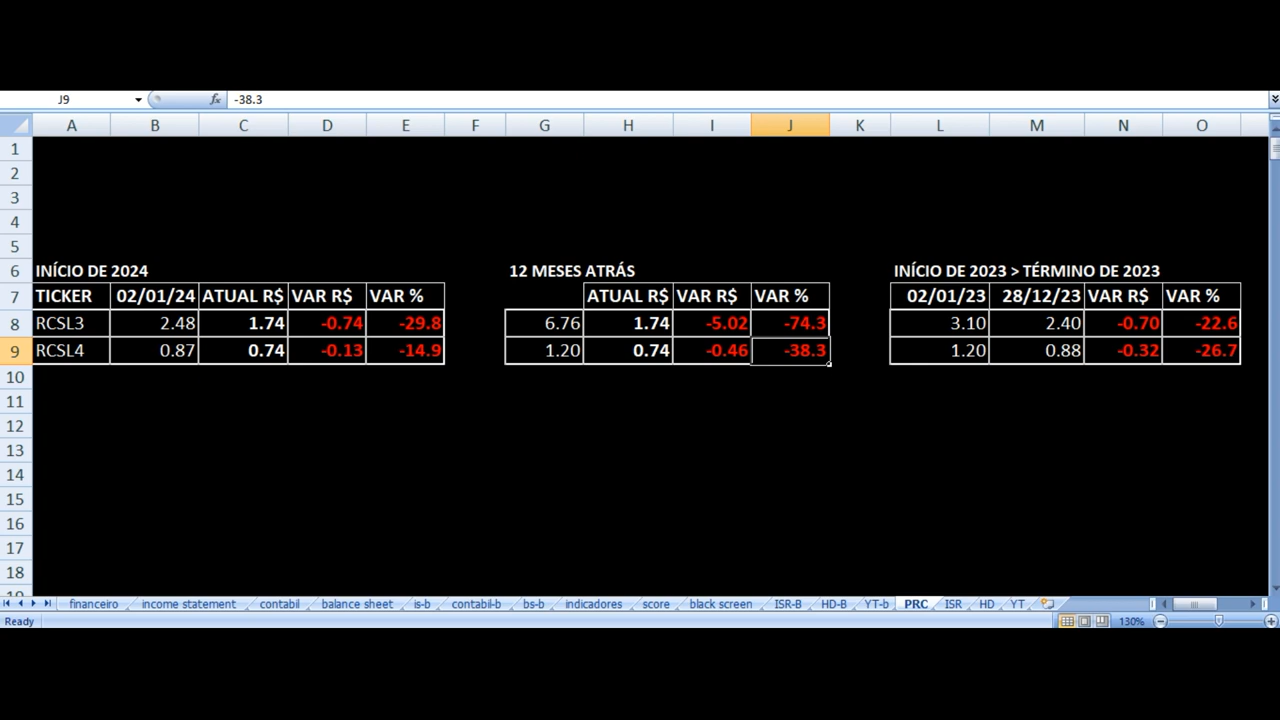 J9 fx -38.3
A B C D E F G H I J K L M N O
1
2
3
4
5
6 INÍCIO DE 2024 12 MESES ATRÁS INÍCIO DE 2023 > TÉRMINO DE 2023
7 TICKER 02/01/24 ATUAL R$ VAR R$ VAR % ATUAL R$ VAR R$ VAR % 02/01/23 28/12/23 VAR R$ VAR %
8 RCSL3 2.48 1.74 -0.74 -29.8 6.76 1.74 -5.02 -74.3 3.10 2.40 -0.70 -22.6
9 RCSL4 0.87 0.74 -0.13 -14.9 1.20 0.74 -0.46 -38.3 1.20 0.88 -0.32 -26.7
10
11
12
13
14
15
16
17
18
19
financeiro income statement contabil balance sheet is-b contabil-b bs-b indicadores score black screen ISR-B HD-B YT-b PRC ISR HD YT
Ready 130%